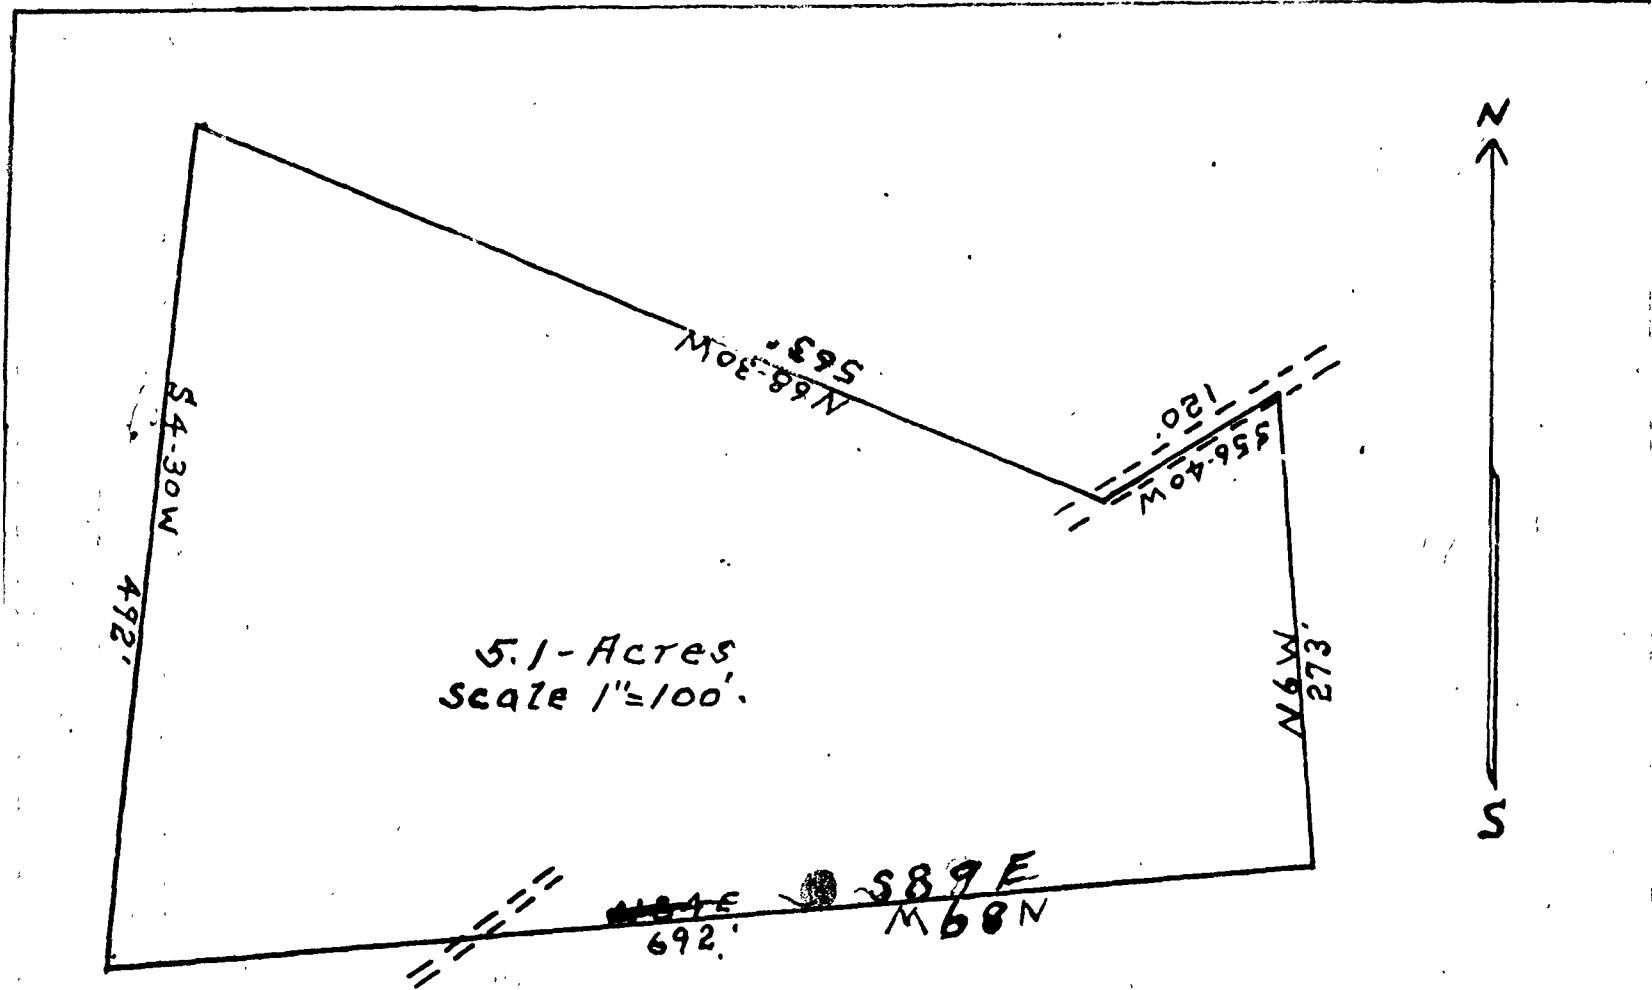 N
563'
N68-30W
120'
S56-40W
S4-30W
492'
273'
N6W
5.1-Acres
Scale 1"=100'.
S89E
N89W
692.'
S